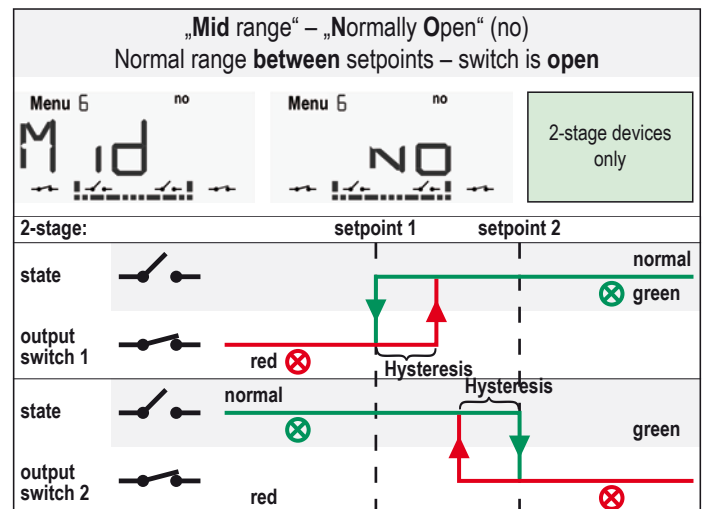 „Mid range“ – „Normally Open“ (no)
Normal range between setpoints – switch is open
Menu 6 no
Mid
Menu 6 no
NO
2-stage devices
only
2-stage: setpoint 1 setpoint 2
state normal
green
output
switch 1
red
Hysteresis
Hysteresis
state normal
green
output
switch 2
red